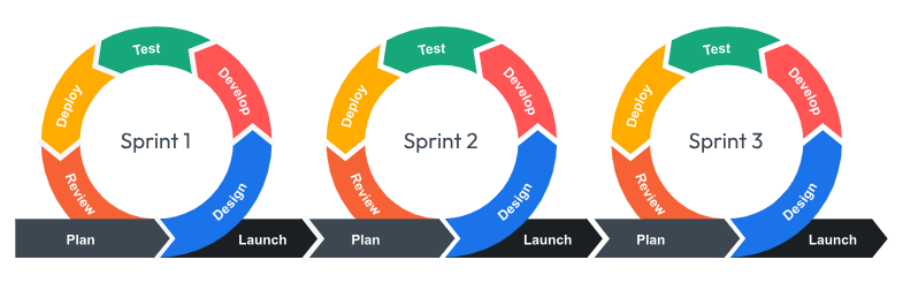 Test
Develop
Deploy
Sprint 1
Review
Design
Plan
Launch
Test
Develop
Deploy
Sprint 2
Review
Design
Plan
Launch
Test
Develop
Deploy
Sprint 3
Review
Design
Plan
Launch